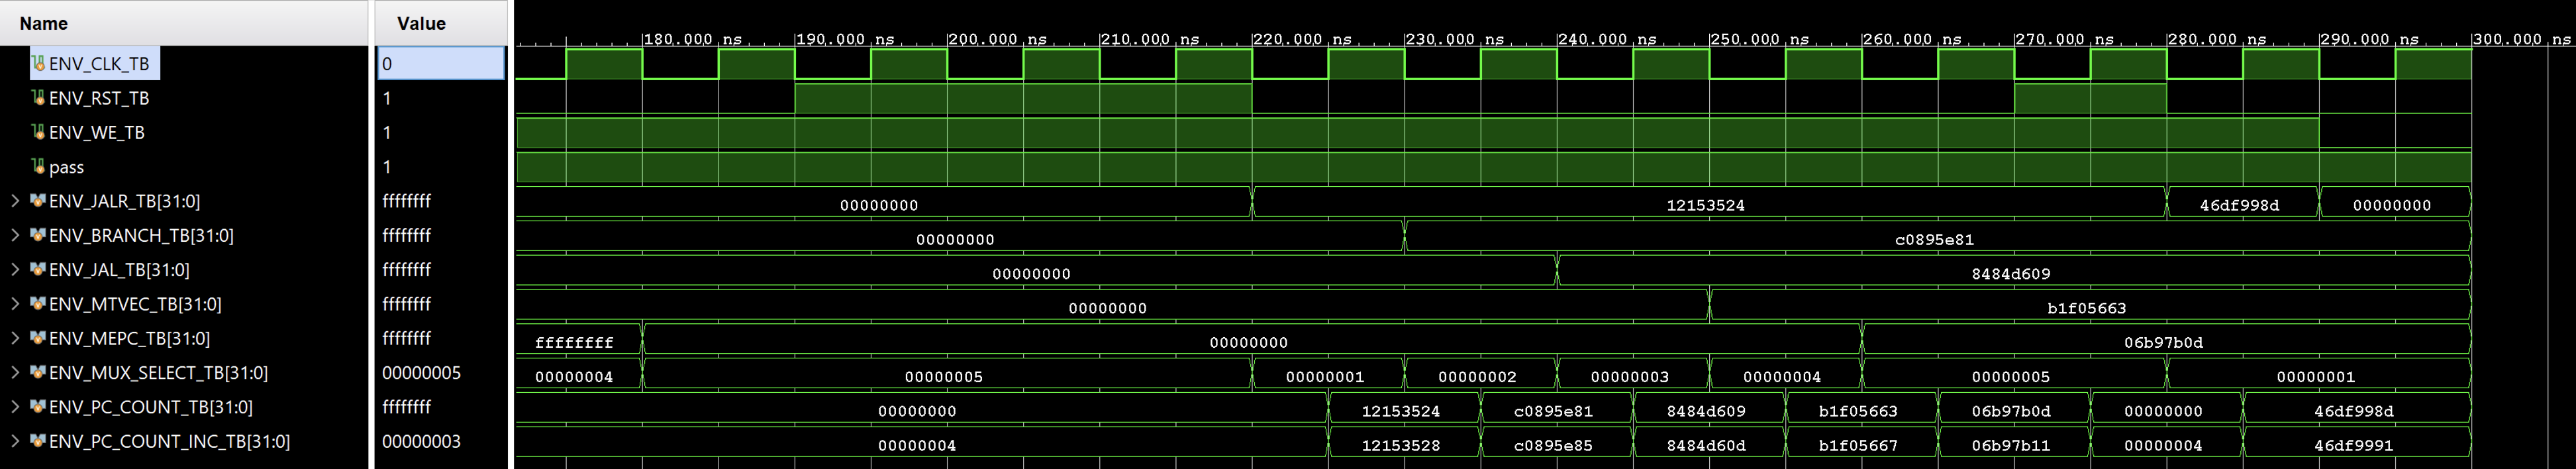 Name Value 180.000 ns 190.000 ns 200.000 ns 210.000 ns 220.000 ns 230.000 ns 240.000 ns 250.000 ns 260.000 ns 270.000 ns 280.000 ns 290.000 ns 300.000 ns
ENV_CLK_TB 0
ENV_RST_TB 1
ENV_WE_TB 1
pass 1
ENV_JALR_TB[31:0] ffffffff 00000000 12153524 46df998d 00000000
ENV_BRANCH_TB[31:0] ffffffff 00000000 c0895e81
ENV_JAL_TB[31:0] ffffffff 00000000 8484d609
ENV_MTVEC_TB[31:0] ffffffff 00000000 b1f05663
ENV_MEPC_TB[31:0] ffffffff ffffffff 00000000 06b97b0d
ENV_MUX_SELECT_TB[31:0] 00000005 00000004 00000005 00000001 00000002 00000003 00000004 00000005 00000001
ENV_PC_COUNT_TB[31:0] ffffffff 00000000 12153524 c0895e81 8484d609 b1f05663 06b97b0d 00000000 46df998d
ENV_PC_COUNT_INC_TB[31:0] 00000003 00000004 12153528 c0895e85 8484d60d b1f05667 06b97b11 00000004 46df9991